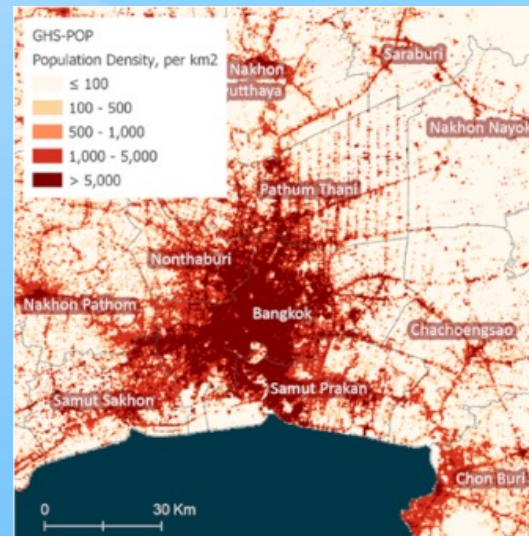 GHS-POP
Population Density, per km2
≤ 100
100 - 500
500 - 1,000
1,000 - 5,000
> 5,000
Nakhon
yutthaya
Saraburi
Nakhon Nayok
Pathum Thani
Nonthaburi
Nakhon Pathom
Bangkok
Chachoengsao
Samut Prakan
Samut Sakhon
Chon Buri
0 30 Km